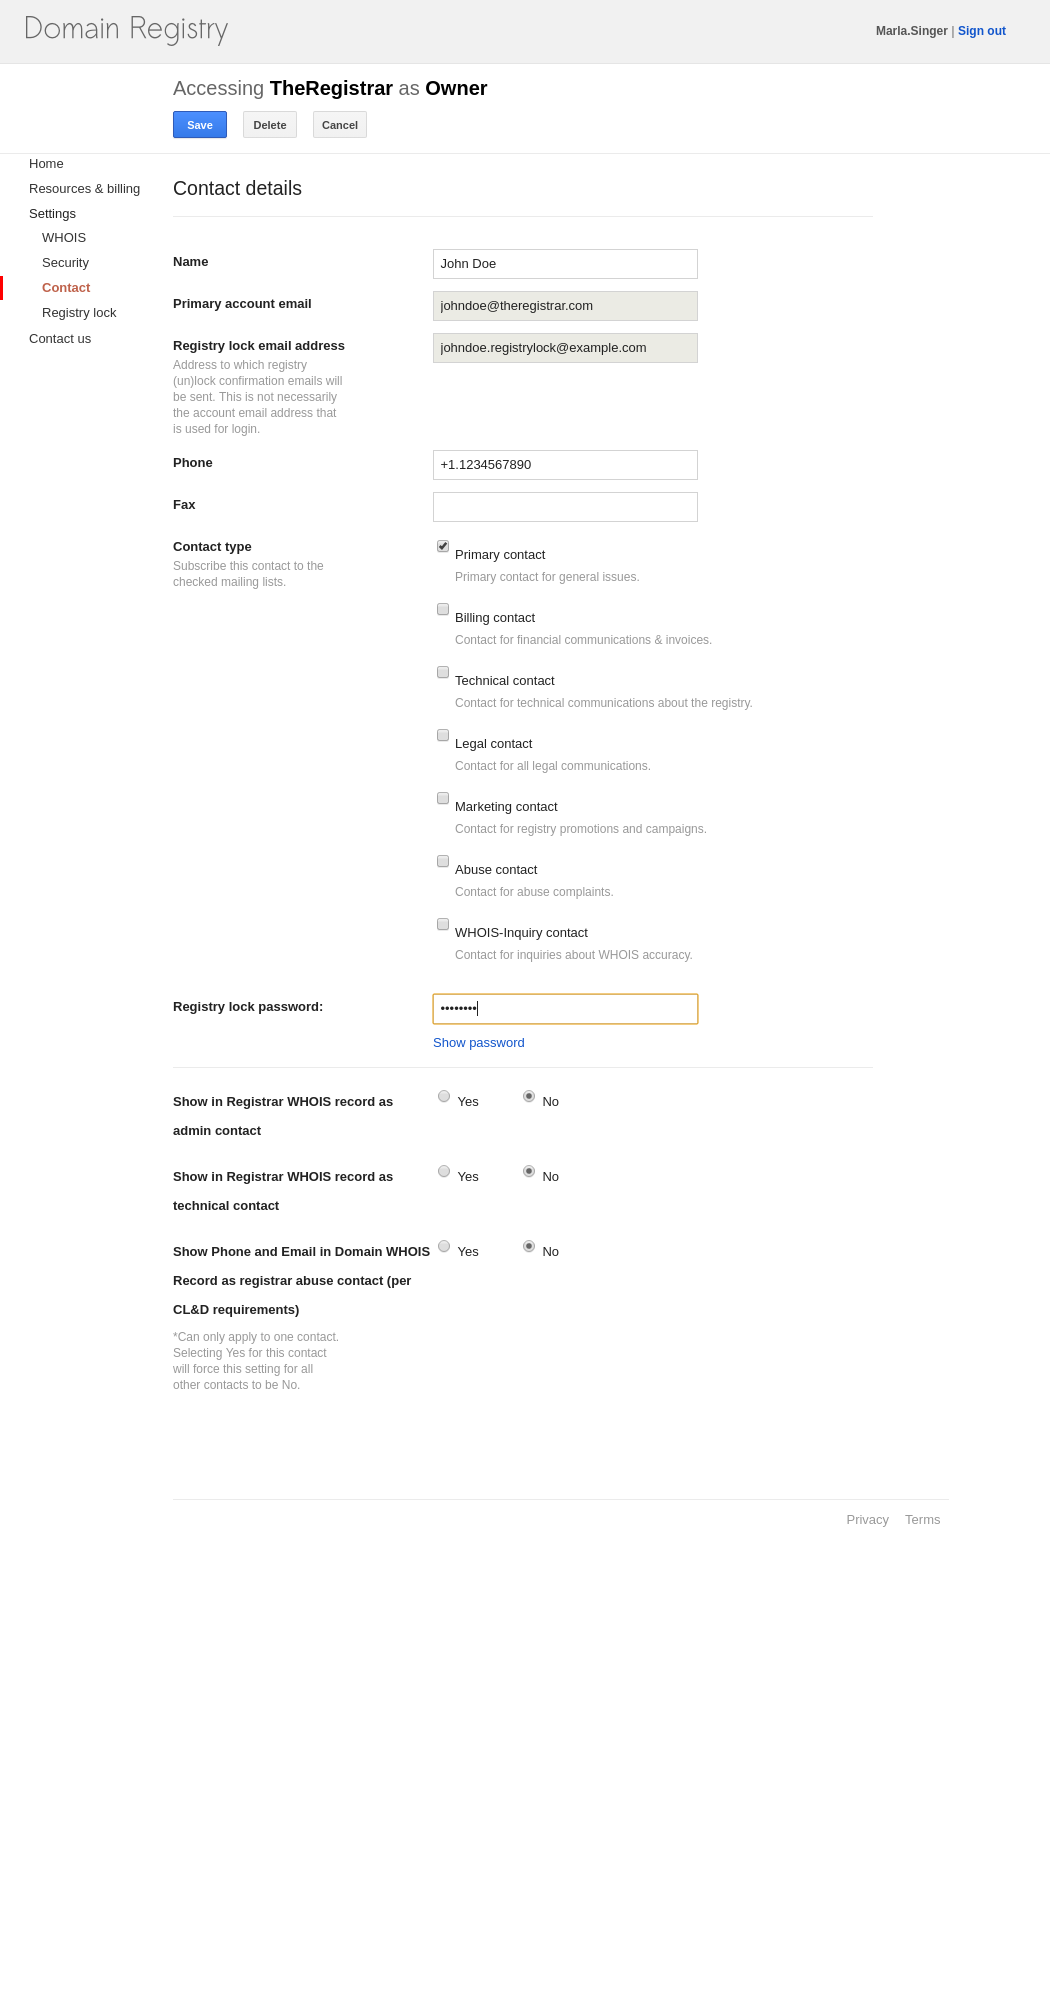 Domain Registry
Marla.Singer | Sign out
Accessing TheRegistrar as Owner
Save Delete Cancel
Home
Resources & billing
Settings
WHOIS
Security
Contact
Registry lock
Contact us
Contact details
Name
John Doe
Primary account email
johndoe@theregistrar.com
Registry lock email address
johndoe.registrylock@example.com
Address to which registry
(un)lock confirmation emails will
be sent. This is not necessarily
the account email address that
is used for login.
Phone
+1.1234567890
Fax
Contact type
Subscribe this contact to the
checked mailing lists.
Primary contact
Primary contact for general issues.
Billing contact
Contact for financial communications & invoices.
Technical contact
Contact for technical communications about the registry.
Legal contact
Contact for all legal communications.
Marketing contact
Contact for registry promotions and campaigns.
Abuse contact
Contact for abuse complaints.
WHOIS-Inquiry contact
Contact for inquiries about WHOIS accuracy.
Registry lock password:
••••••••
Show password
Show in Registrar WHOIS record as
admin contact
Yes No
Show in Registrar WHOIS record as
technical contact
Yes No
Show Phone and Email in Domain WHOIS
Record as registrar abuse contact (per
CL&D requirements)
Yes No
*Can only apply to one contact.
Selecting Yes for this contact
will force this setting for all
other contacts to be No.
Privacy Terms